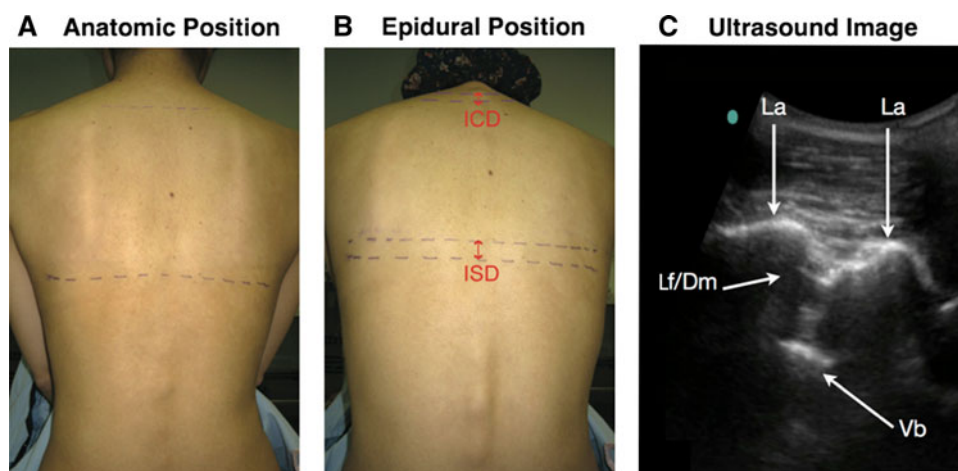 A Anatomic Position
B Epidural Position
C Ultrasound Image
ICD
ISD
La
La
Lf/Dm
Vb